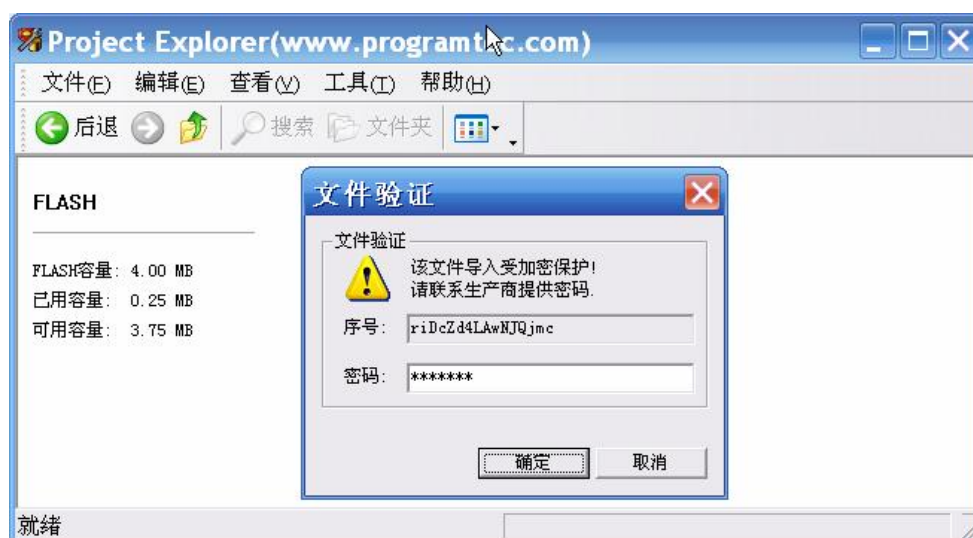 Project Explorer(www.programtec.com)
文件(F) 编辑(E) 查看(V) 工具(T) 帮助(H)
后退 搜索 文件夹
FLASH
FLASH容量: 4.00 MB
已用容量: 0.25 MB
可用容量: 3.75 MB
文件验证
文件验证
该文件导入受加密保护!
请联系生产商提供密码.
序号: riDcZd4LAwNJQjmc
密码: *******
确定 取消
就绪